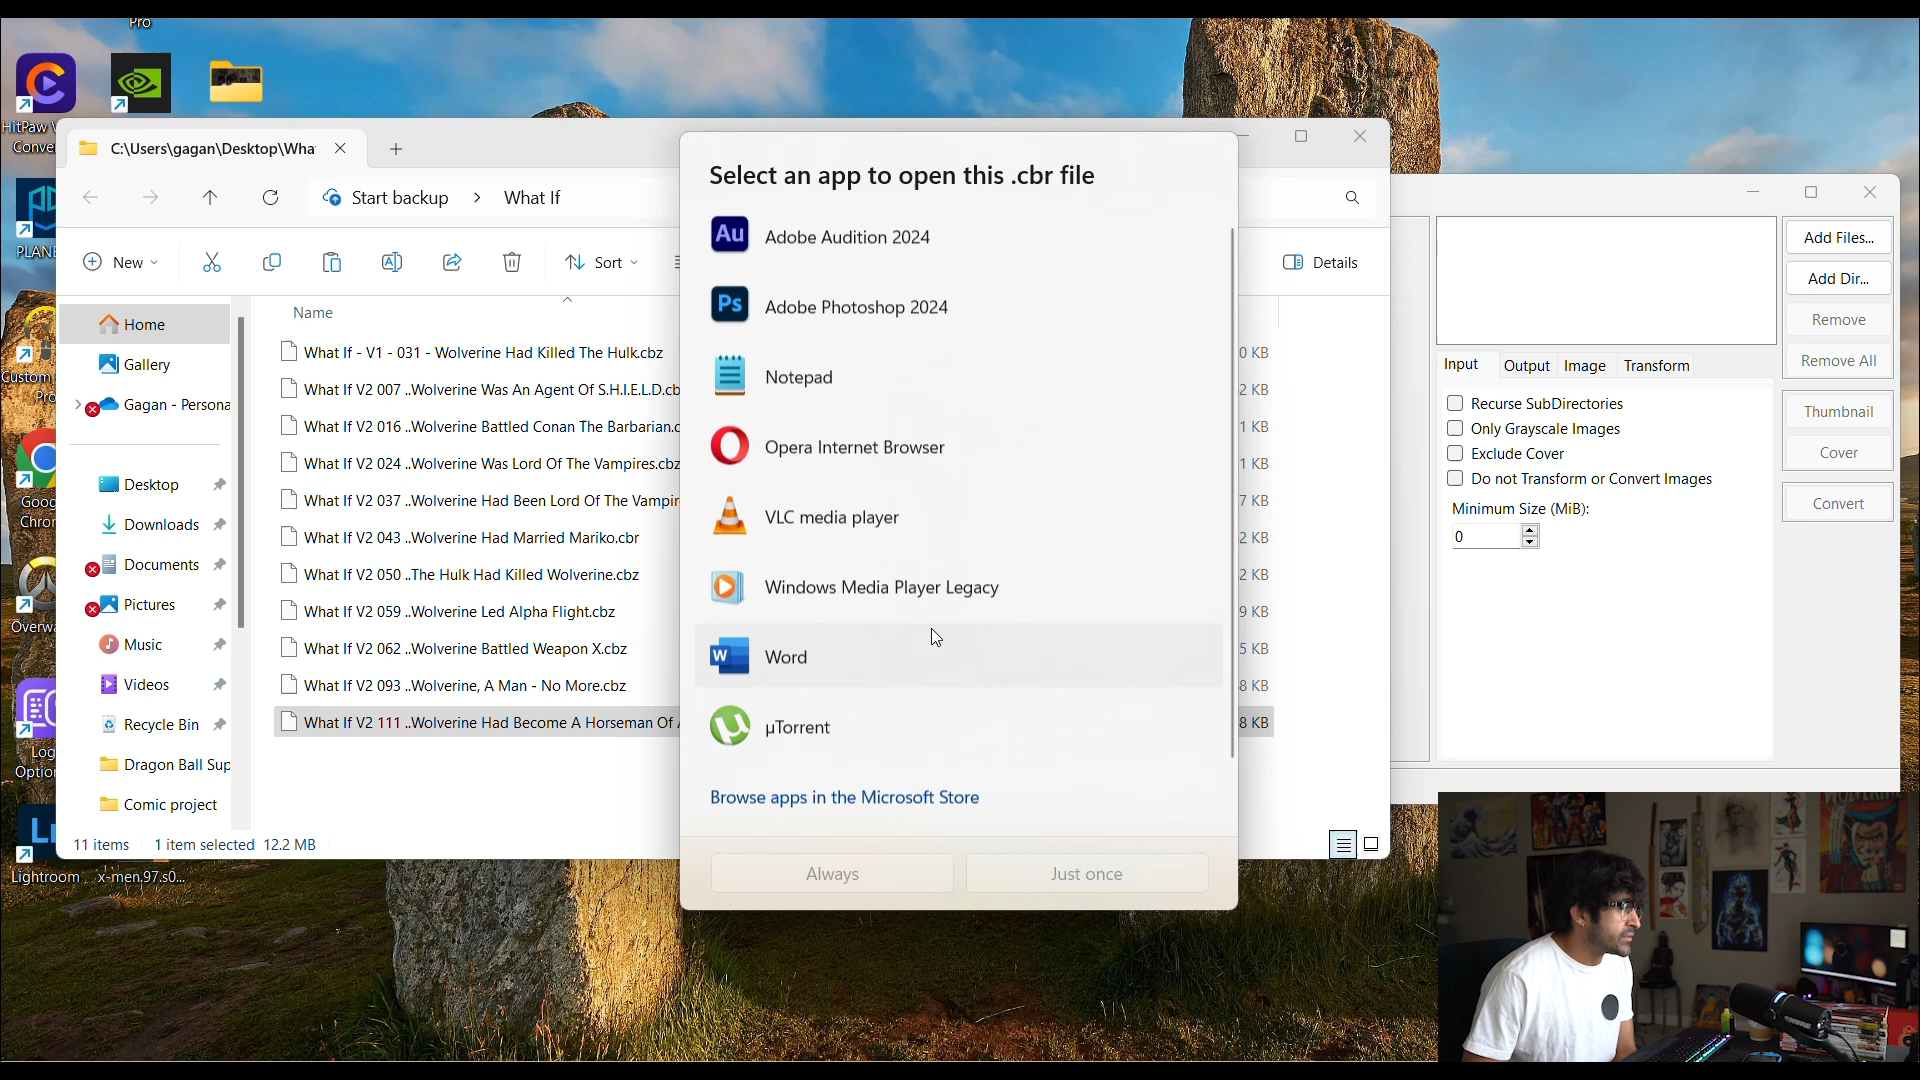 Pro
HitPaw
Conve
PLANE
Custom
Pro
Goo
Chro
Overwa
Log
Optio
Lightroom
x-men.97.s0...
C:\Users\gagan\Desktop\Wha
Start backup
What If
New
Sort
Details
Home
Gallery
Gagan - Persona
Desktop
Downloads
Documents
Pictures
Music
Videos
Recycle Bin
Dragon Ball Sup
Comic project
Name
What If - V1 - 031 - Wolverine Had Killed The Hulk.cbz
0 KB
What If V2 007 ..Wolverine Was An Agent Of S.H.I.E.L.D.cb
2 KB
What If V2 016 ..Wolverine Battled Conan The Barbarian.c
1 KB
What If V2 024 ..Wolverine Was Lord Of The Vampires.cbz
1 KB
What If V2 037 ..Wolverine Had Been Lord Of The Vampir
7 KB
What If V2 043 ..Wolverine Had Married Mariko.cbr
2 KB
What If V2 050 ..The Hulk Had Killed Wolverine.cbz
2 KB
What If V2 059 ..Wolverine Led Alpha Flight.cbz
9 KB
What If V2 062 ..Wolverine Battled Weapon X.cbz
5 KB
What If V2 093 ..Wolverine, A Man - No More.cbz
8 KB
What If V2 111 ..Wolverine Had Become A Horseman Of
8 KB
11 items
1 item selected 12.2 MB
Select an app to open this .cbr file
Au
Adobe Audition 2024
Ps
Adobe Photoshop 2024
Notepad
Opera Internet Browser
VLC media player
Windows Media Player Legacy
W
Word
µTorrent
Browse apps in the Microsoft Store
Always
Just once
Add Files...
Add Dir...
Remove
Remove All
Thumbnail
Cover
Convert
Input
Output
Image
Transform
Recurse SubDirectories
Only Grayscale Images
Exclude Cover
Do not Transform or Convert Images
Minimum Size (MiB):
0